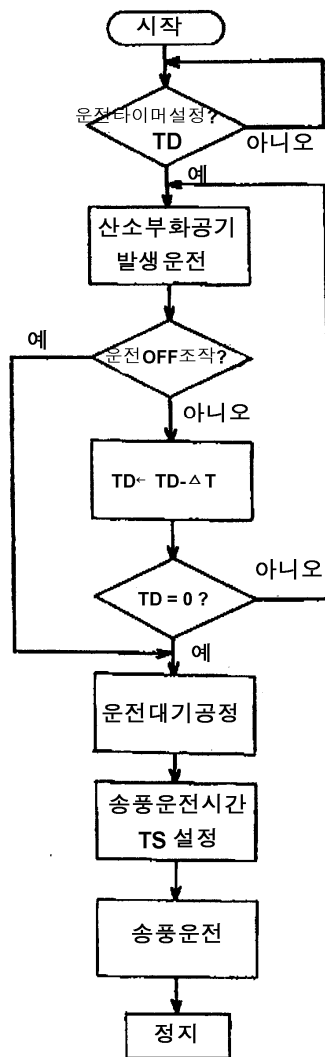 시작
운전타이머설정?
TD
아니오
예
산소부화공기
발생운전
예
운전OFF조작?
아니오
TD← TD-△T
아니오
TD = 0 ?
예
운전대기공정
송풍운전시간
TS 설정
송풍운전
정지